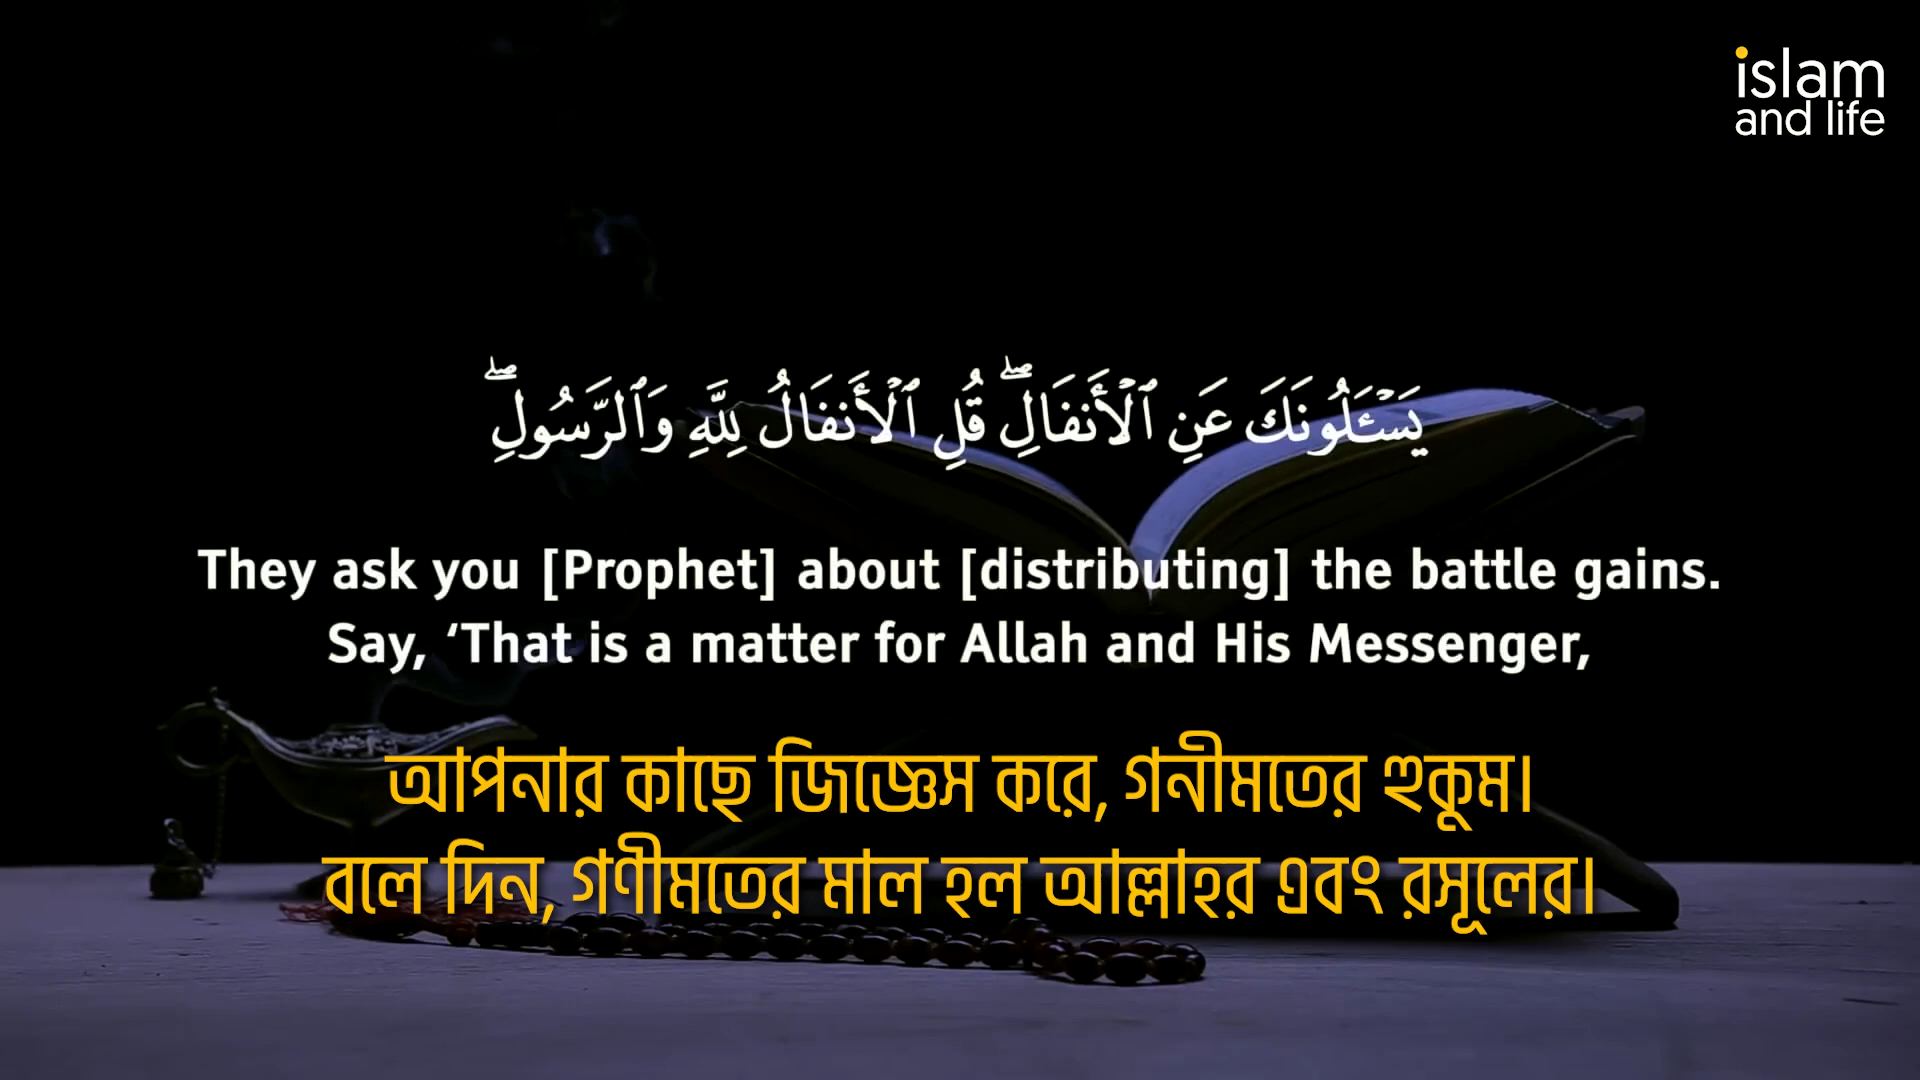 islam
and life
يَسْـَٔلُونَكَ عَنِ ٱلْأَنفَالِ ۖ قُلِ ٱلْأَنفَالُ لِلَّهِ وَٱلرَّسُولِ ۖ
They ask you [Prophet] about [distributing] the battle gains.
Say, ‘That is a matter for Allah and His Messenger,
আপনার কাছে জিজ্ঞেস করে, গনীমতের হুকুম।
বলে দিন, গণীমতের মাল হল আল্লাহর এবং রসূলের।